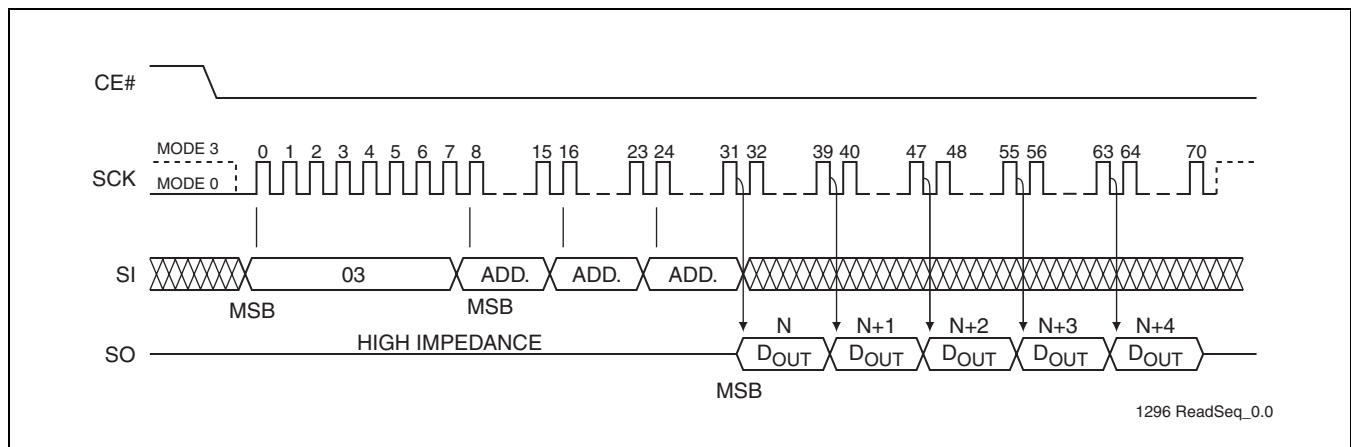 CE#
MODE 3
SCK
MODE 0
0 1 2 3 4 5 6 7 8 15 16 23 24 31 32 39 40 47 48 55 56 63 64 70
SI
03 ADD. ADD. ADD.
MSB MSB
N N+1 N+2 N+3 N+4
SO
HIGH IMPEDANCE
DOUT DOUT DOUT DOUT DOUT
MSB
1296 ReadSeq_0.0